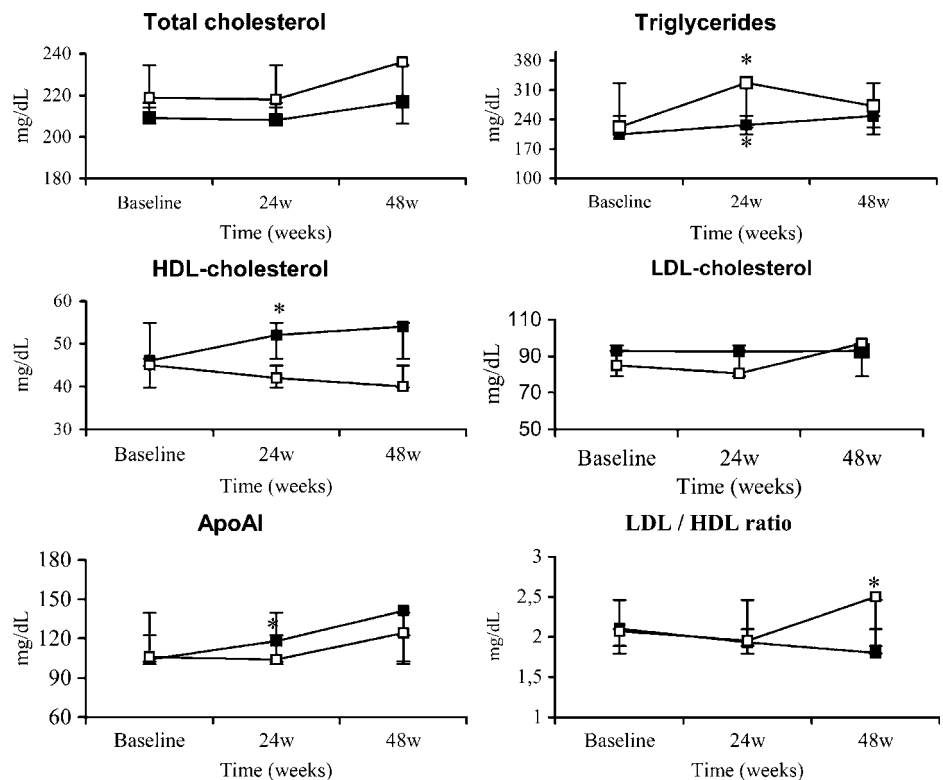 Total cholesterol
mg/dL
240
220
200
180
Baseline 24w 48w
Time (weeks)
Triglycerides
mg/dL
380
310
240
170
100
*
*
Baseline 24w 48w
Time (weeks)
HDL-cholesterol
mg/dL
60
50
40
30
*
Baseline 24w 48w
Time (weeks)
LDL-cholesterol
mg/dL
110
90
70
50
Baseline 24w 48w
Time (weeks)
ApoAI
mg/dL
180
150
120
90
60
*
Baseline 24w 48w
Time (weeks)
LDL / HDL ratio
mg/dL
3
2,5
2
1,5
1
*
Baseline 24w 48w
Time (weeks)